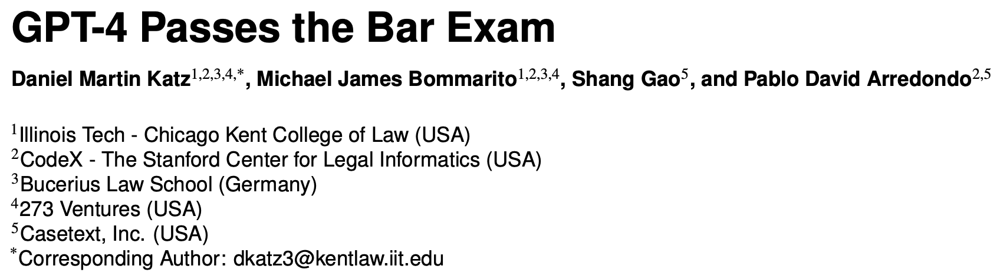 GPT-4 Passes the Bar Exam
Daniel Martin Katz1,2,3,4,*, Michael James Bommarito1,2,3,4, Shang Gao5, and Pablo David Arredondo2,5
1Illinois Tech - Chicago Kent College of Law (USA)
2CodeX - The Stanford Center for Legal Informatics (USA)
3Bucerius Law School (Germany)
4273 Ventures (USA)
5Casetext, Inc. (USA)
*Corresponding Author: dkatz3@kentlaw.iit.edu